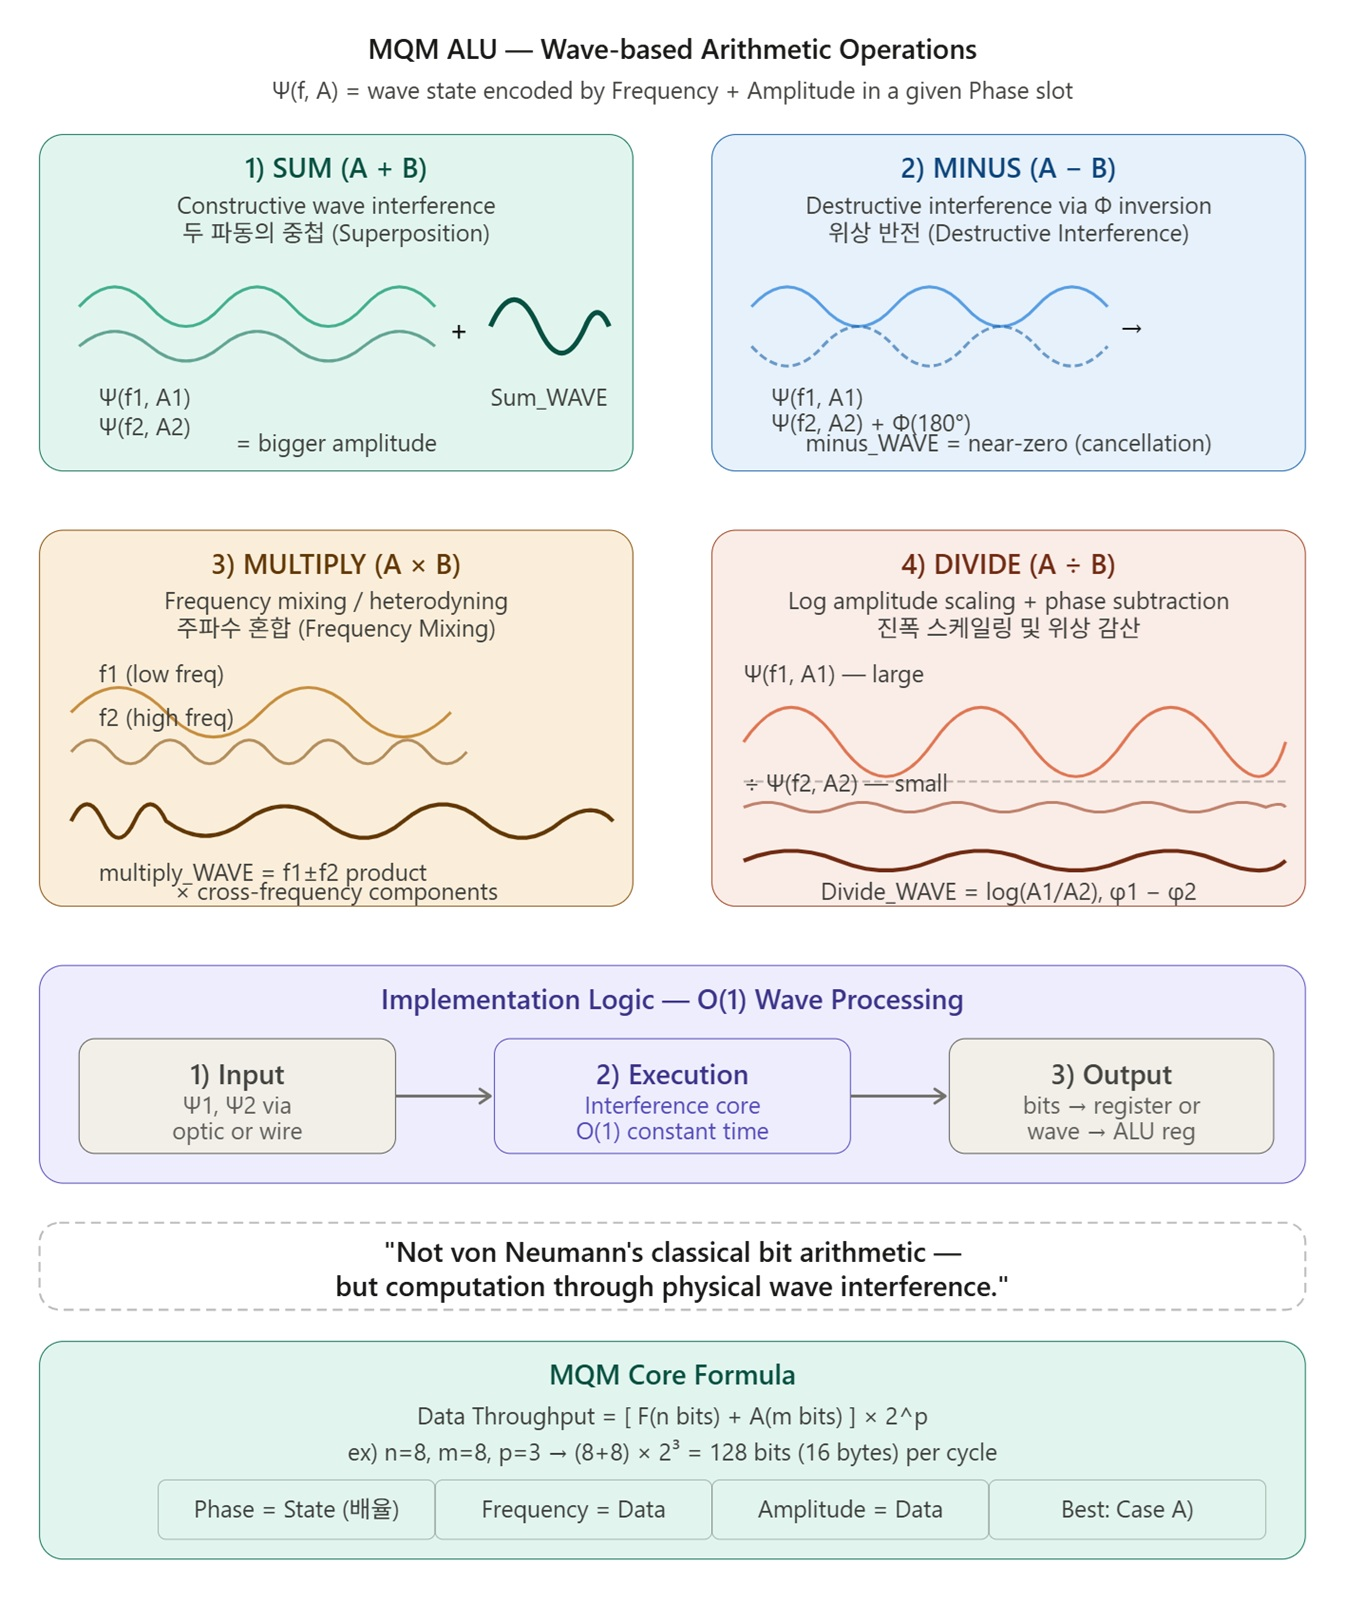 MQM ALU — Wave-based Arithmetic Operations
Ψ(f, A) = wave state encoded by Frequency + Amplitude in a given Phase slot
1) SUM (A + B)
Constructive wave interference
두 파동의 중첩 (Superposition)
+
Ψ(f1, A1)
Sum_WAVE
Ψ(f2, A2)
= bigger amplitude
2) MINUS (A − B)
Destructive interference via Φ inversion
위상 반전 (Destructive Interference)
→
Ψ(f1, A1)
Ψ(f2, A2) + Φ(180°)
minus_WAVE = near-zero (cancellation)
3) MULTIPLY (A × B)
Frequency mixing / heterodyning
주파수 혼합 (Frequency Mixing)
f1 (low freq)
f2 (high freq)
multiply_WAVE = f1±f2 product
× cross-frequency components
4) DIVIDE (A ÷ B)
Log amplitude scaling + phase subtraction
진폭 스케일링 및 위상 감산
Ψ(f1, A1) — large
÷ Ψ(f2, A2) — small
Divide_WAVE = log(A1/A2), φ1 − φ2
Implementation Logic — O(1) Wave Processing
1) Input
Ψ1, Ψ2 via
optic or wire
2) Execution
Interference core
O(1) constant time
3) Output
bits → register or
wave → ALU reg
"Not von Neumann's classical bit arithmetic —
but computation through physical wave interference."
MQM Core Formula
Data Throughput = [ F(n bits) + A(m bits) ] × 2^p
ex) n=8, m=8, p=3 → (8+8) × 2³ = 128 bits (16 bytes) per cycle
Phase = State (배율)
Frequency = Data
Amplitude = Data
Best: Case A)